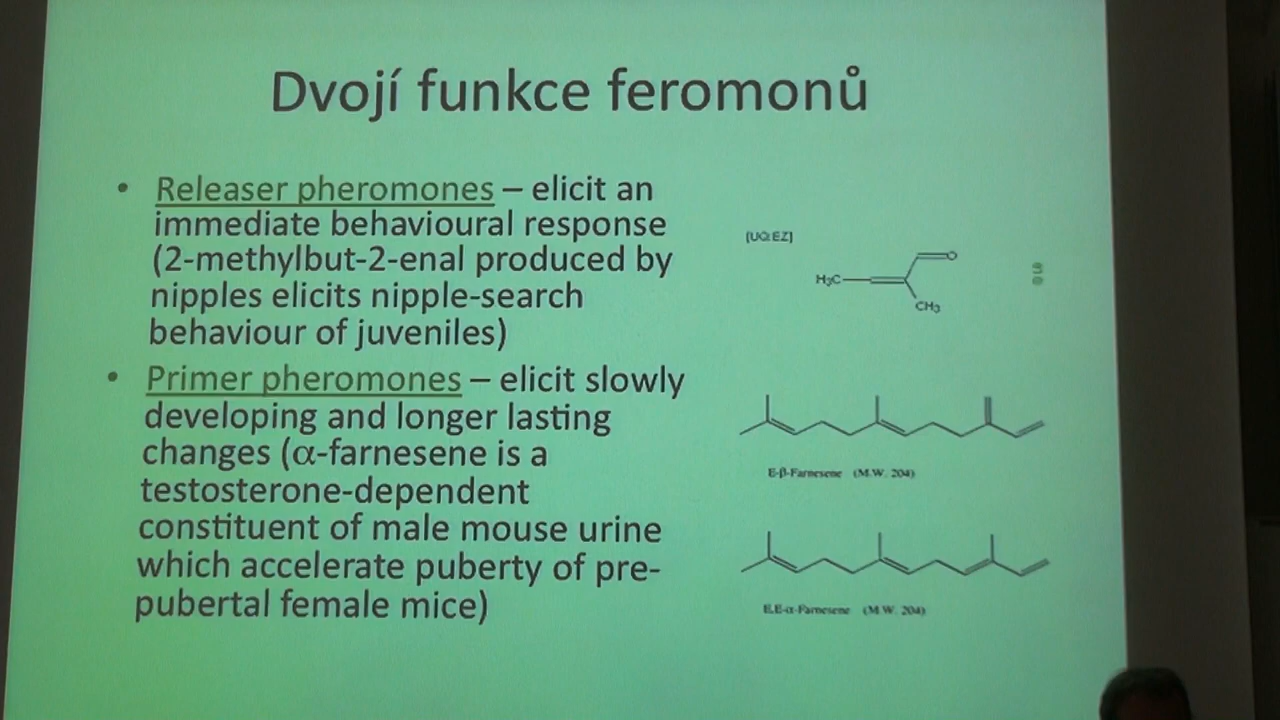 Dvojí funkce feromonů
• Releaser pheromones – elicit an
immediate behavioural response
(2-methylbut-2-enal produced by
nipples elicits nipple-search
behaviour of juveniles)
• Primer pheromones – elicit slowly
developing and longer lasting
changes (α-farnesene is a
testosterone-dependent
constituent of male mouse urine
which accelerate puberty of pre-
pubertal female mice)
H₃C
O
CH₃
E-β-Farnesene (M.W. 204)
E,E-α-Farnesene (M.W. 204)